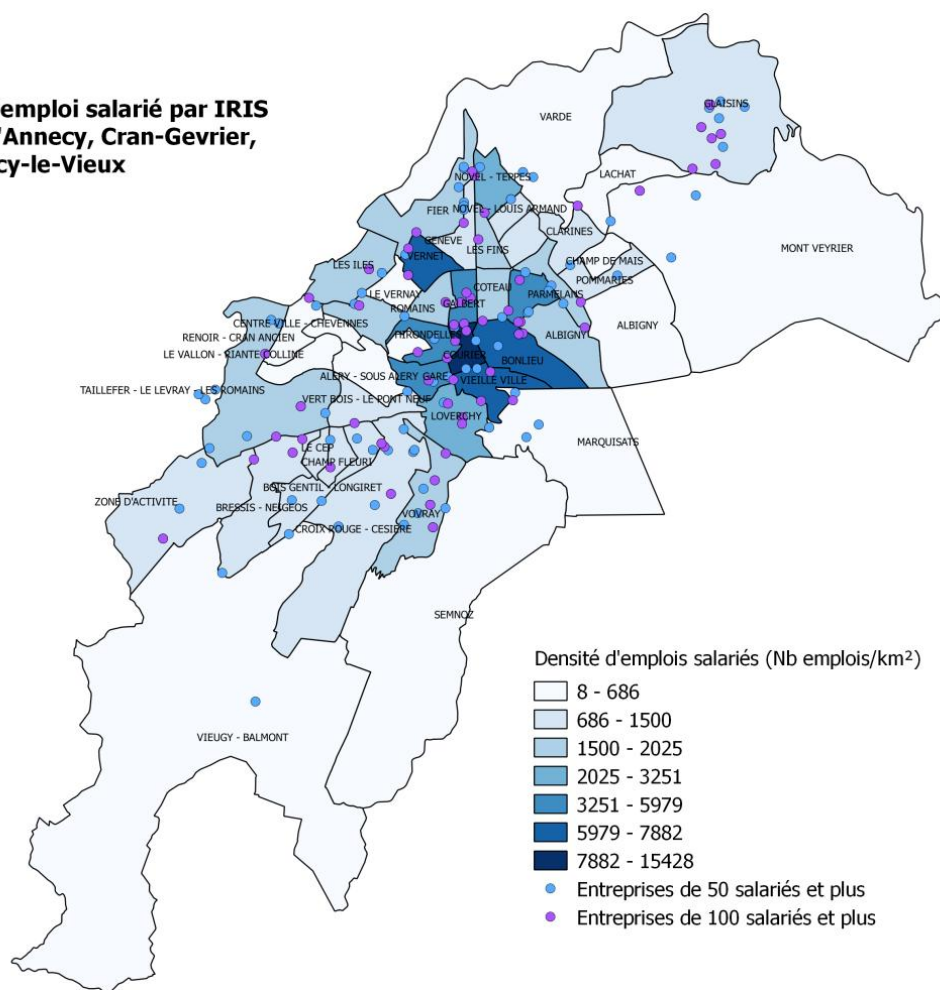 emploi salarié par IRIS
'Annecy, Cran-Gevrier,
cy-le-Vieux
GLAISINS
VARDE
LACHAT
NOVEL - TEPPES
FIER
NOVEL - LOUIS ARMAND
CLARINES
GENEVE
LES FINS
MONT VEYRIER
VERNET
CHAMP DE MAIS
LES ILES
POMMARIES
COTEAU
LE VERNAY
PARMELANS
GALBERT
ROMAINS
CENTRE VILLE - CHEVENNES
ALBIGNY
RENOIR - CRAN ANCIEN
HIRONDELLES
ALBIGNY
LE VALLON - RIANTE COLLINE
COURIER
BONLIEU
ALERY - SOUS ALERY
GARE
VIEILLE VILLE
TAILLEFER - LE LEVRAY - LES ROMAINS
VERT BOIS - LE PONT NEUF
LOVERCHY
MARQUISATS
LE CEP
CHAMP FLEURI
BOIS GENTIL - LONGIRET
ZONE D'ACTIVITE
BRESSIS - NEIGEOS
VOVRAY
CROIX ROUGE - CESIERE
SEMNOZ
VIEUGY - BALMONT
Densité d'emplois salariés (Nb emplois/km²)
8 - 686
686 - 1500
1500 - 2025
2025 - 3251
3251 - 5979
5979 - 7882
7882 - 15428
Entreprises de 50 salariés et plus
Entreprises de 100 salariés et plus